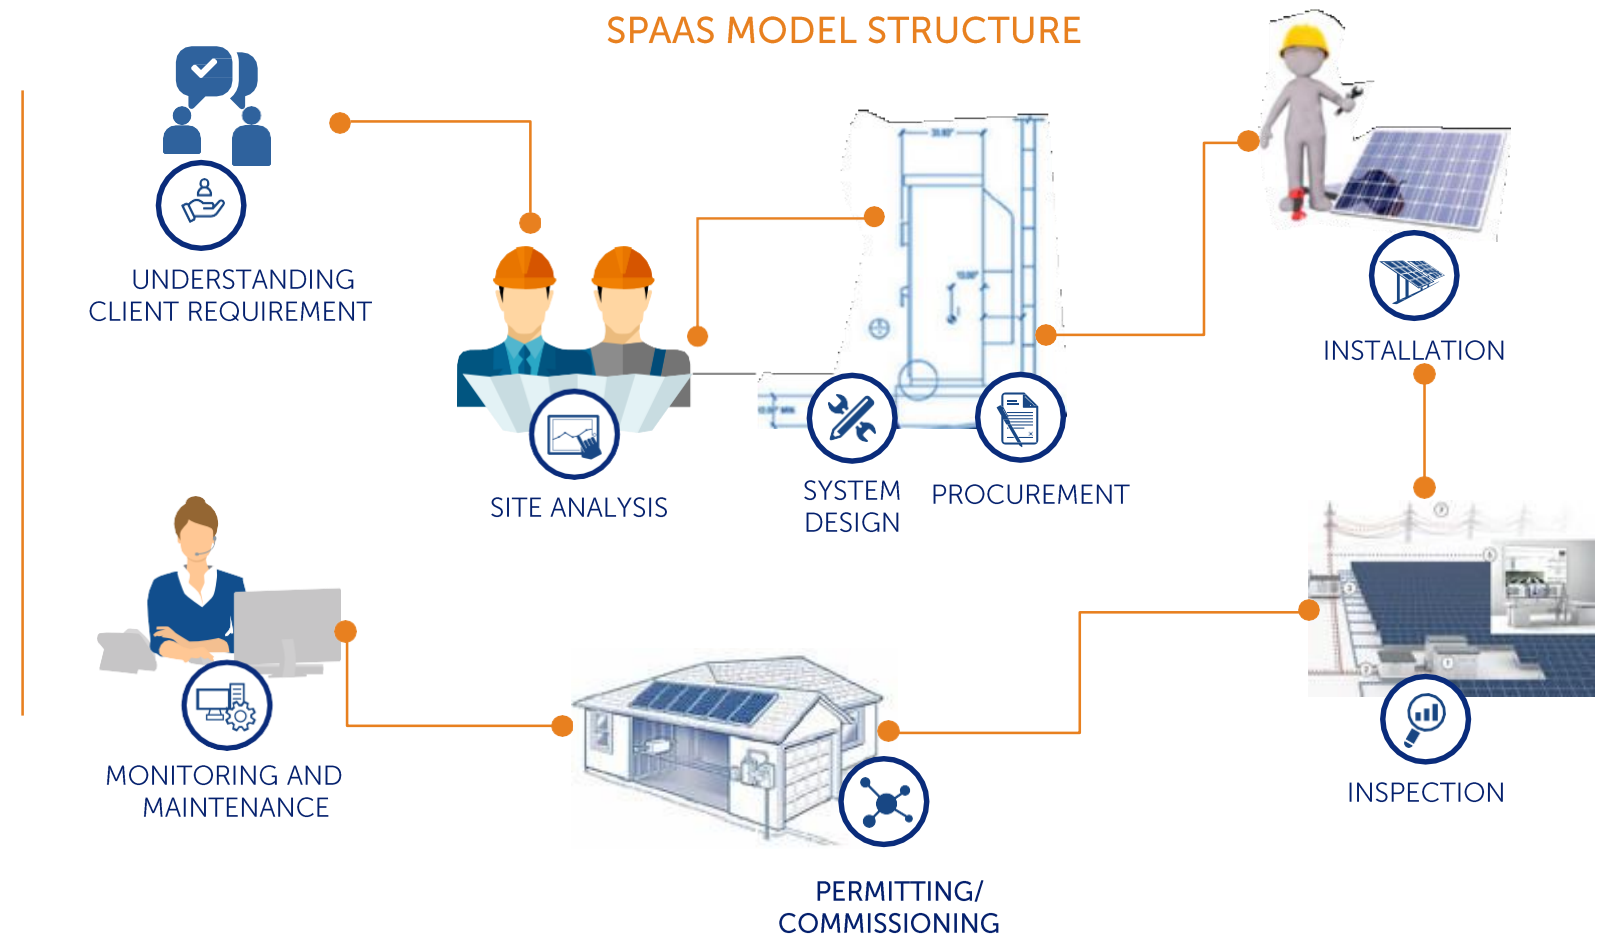 SPAAS MODEL STRUCTURE
UNDERSTANDING
CLIENT REQUIREMENT
SITE ANALYSIS
SYSTEM
DESIGN
PROCUREMENT
INSTALLATION
INSPECTION
PERMITTING/
COMMISSIONING
MONITORING AND
MAINTENANCE